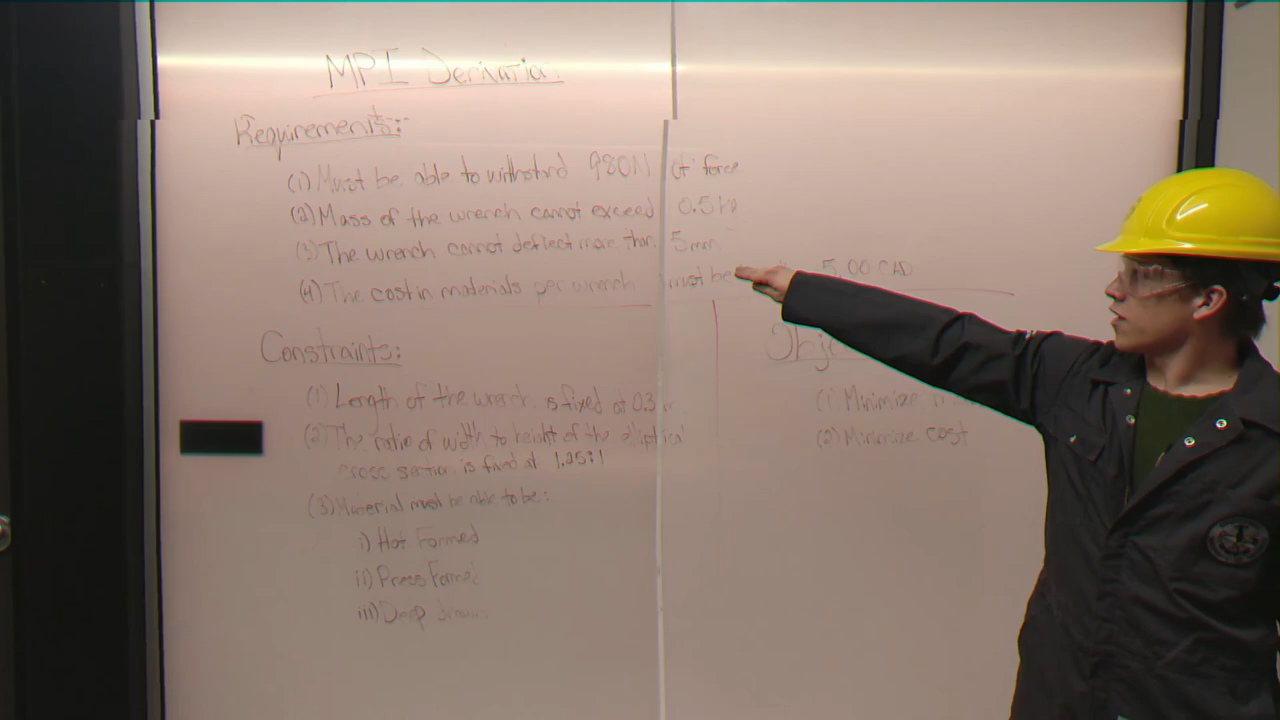 MPI Derivation
Requirements:
(1) Must be able to withstand 980N of force
(2) Mass of the wrench cannot exceed 0.5kg
(3) The wrench cannot deflect more than 5mm
(4) The cost in materials per wrench must be 5.00 CAD
Constraints:
(1) Length of the wrench is fixed at 0.3
(2) The ratio of width to height of the elliptical
cross section is fixed at 1.25:1
(3) Material must be able to be:
i) Hot Formed
ii) Press Formed
iii) Deep drawn
Obj
(1) Minimize
(2) Minimize cost